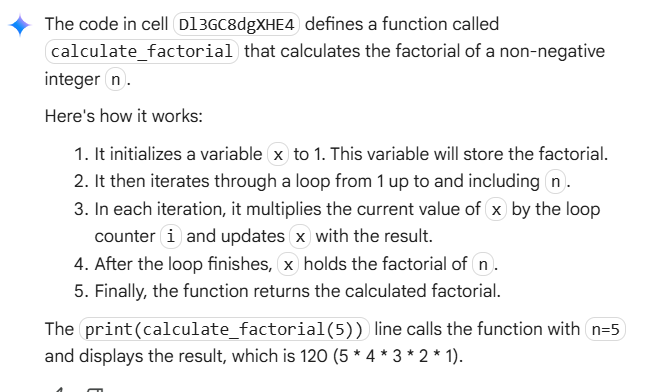 The code in cell Dl3GC8dgXHE4 defines a function called
calculate_factorial that calculates the factorial of a non-negative
integer n.
Here's how it works:
1. It initializes a variable x to 1. This variable will store the factorial.
2. It then iterates through a loop from 1 up to and including n.
3. In each iteration, it multiplies the current value of x by the loop
counter i and updates x with the result.
4. After the loop finishes, x holds the factorial of n.
5. Finally, the function returns the calculated factorial.
The print(calculate_factorial(5)) line calls the function with n=5
and displays the result, which is 120 (5 * 4 * 3 * 2 * 1).